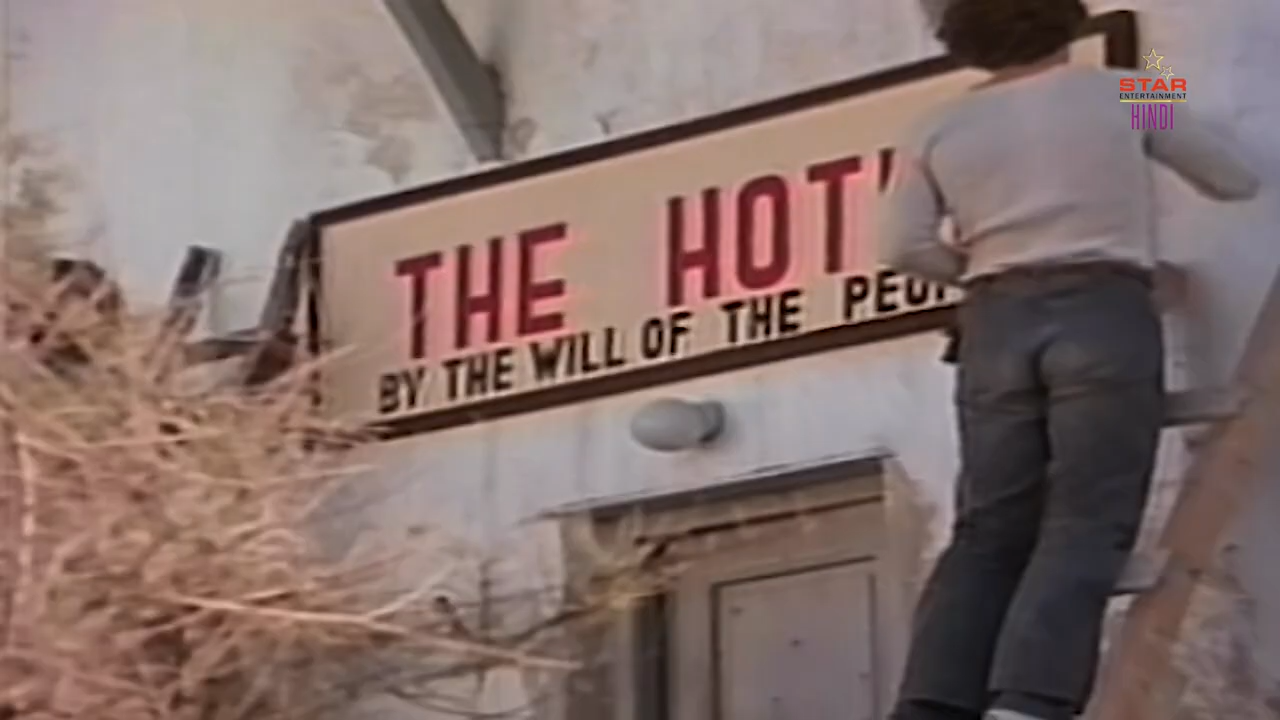 THE HOT
BY THE WILL OF THE
STAR
ENTERTAINMENT
HINDI